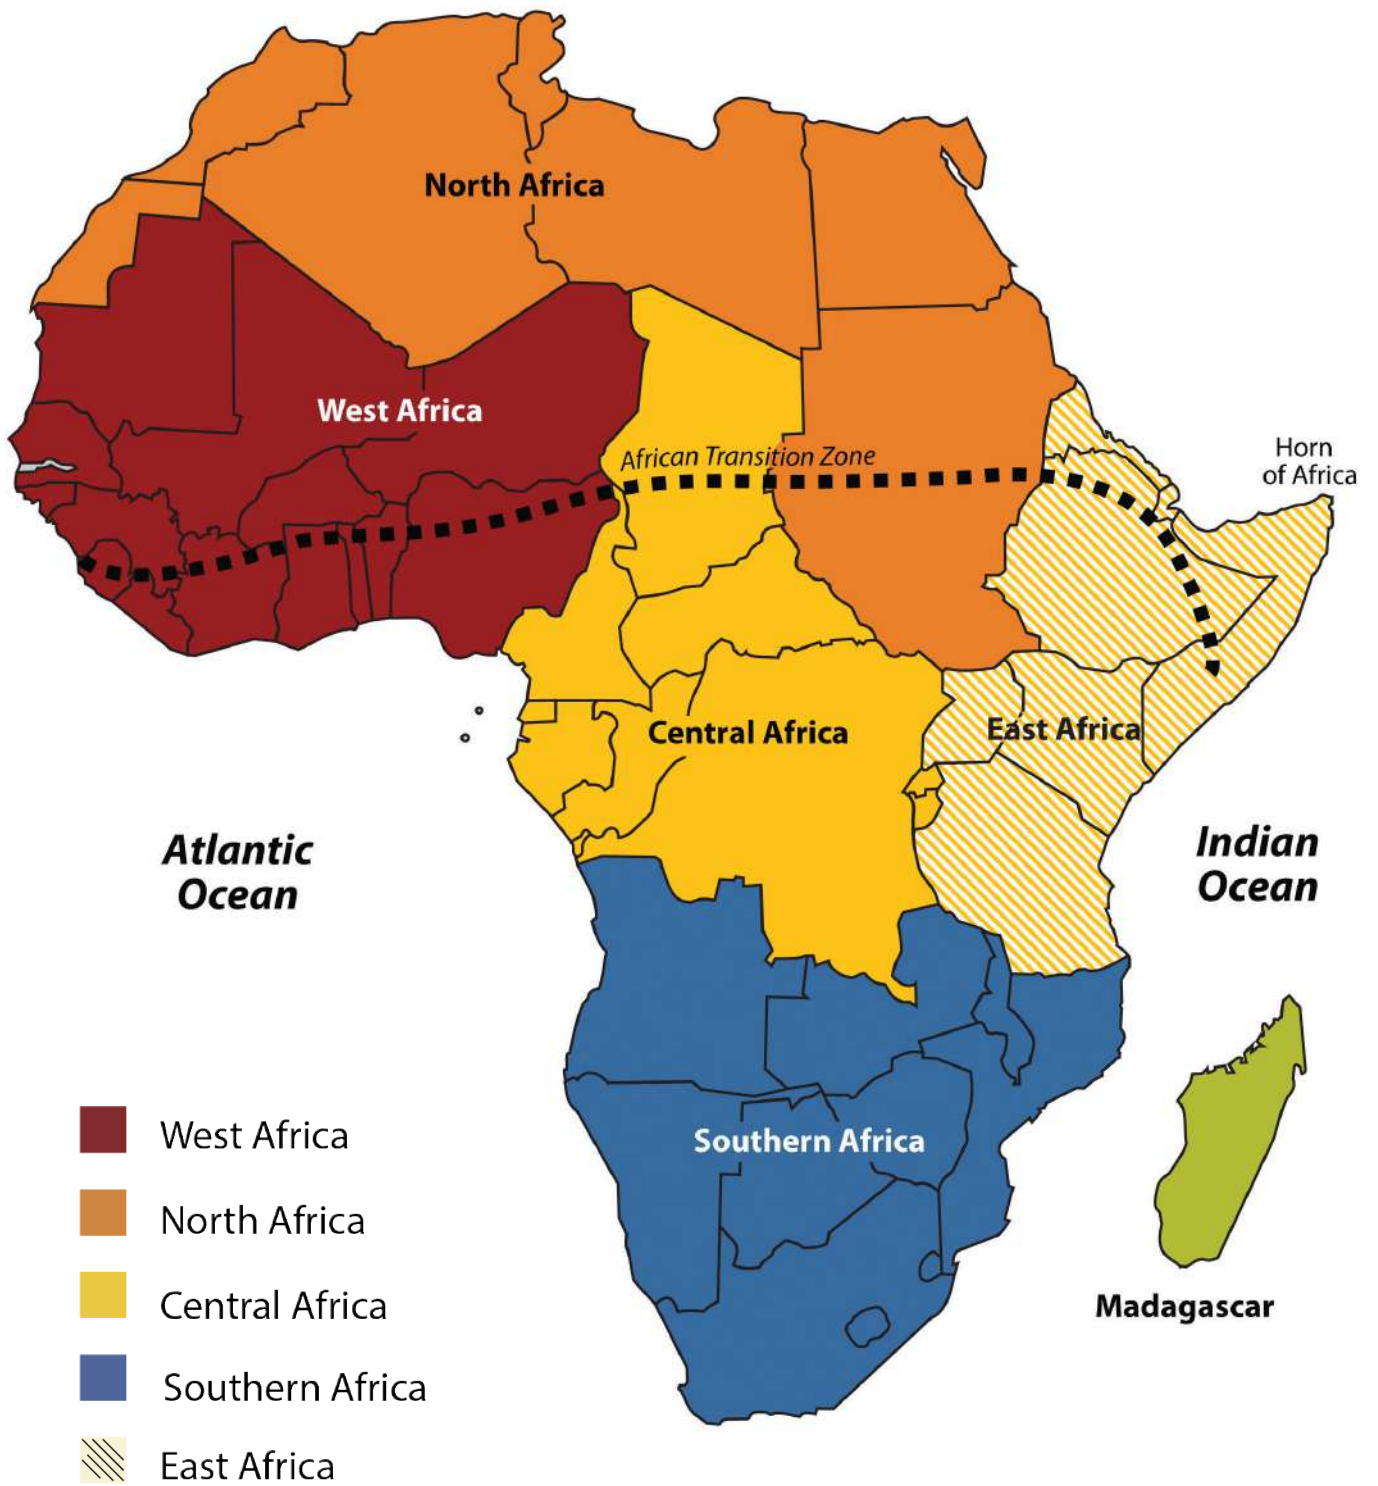 North Africa
West Africa
African Transition Zone
Horn
of Africa
Central Africa
East Africa
Atlantic
Ocean
Indian
Ocean
Southern Africa
Madagascar
West Africa
North Africa
Central Africa
Southern Africa
East Africa